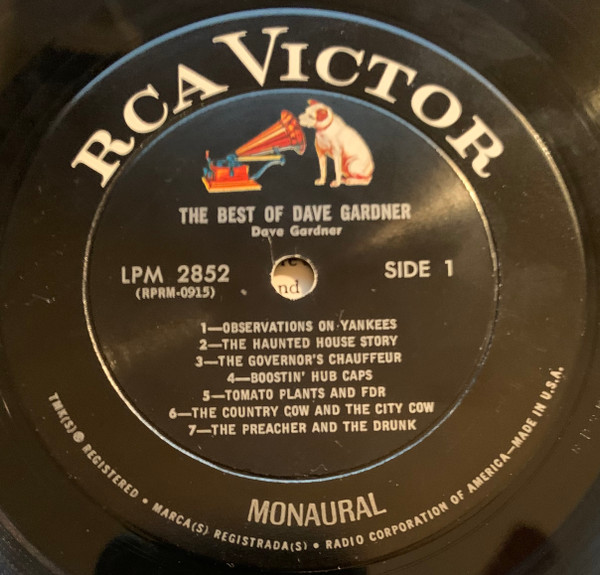 RCA VICTOR
THE BEST OF DAVE GARDNER
Dave Gardner
LPM 2852
(RPRM-0915)
SIDE 1
nd
1—OBSERVATIONS ON YANKEES
2—THE HAUNTED HOUSE STORY
3—THE GOVERNOR'S CHAUFFEUR
4—BOOSTIN' HUB CAPS
5—TOMATO PLANTS AND FDR
6—THE COUNTRY COW AND THE CITY COW
7—THE PREACHER AND THE DRUNK
MONAURAL
TMK(S) ® REGISTERED • MARCA(S) REGISTRADA(S) • RADIO CORPORATION OF AMERICA—MADE IN U.S.A.